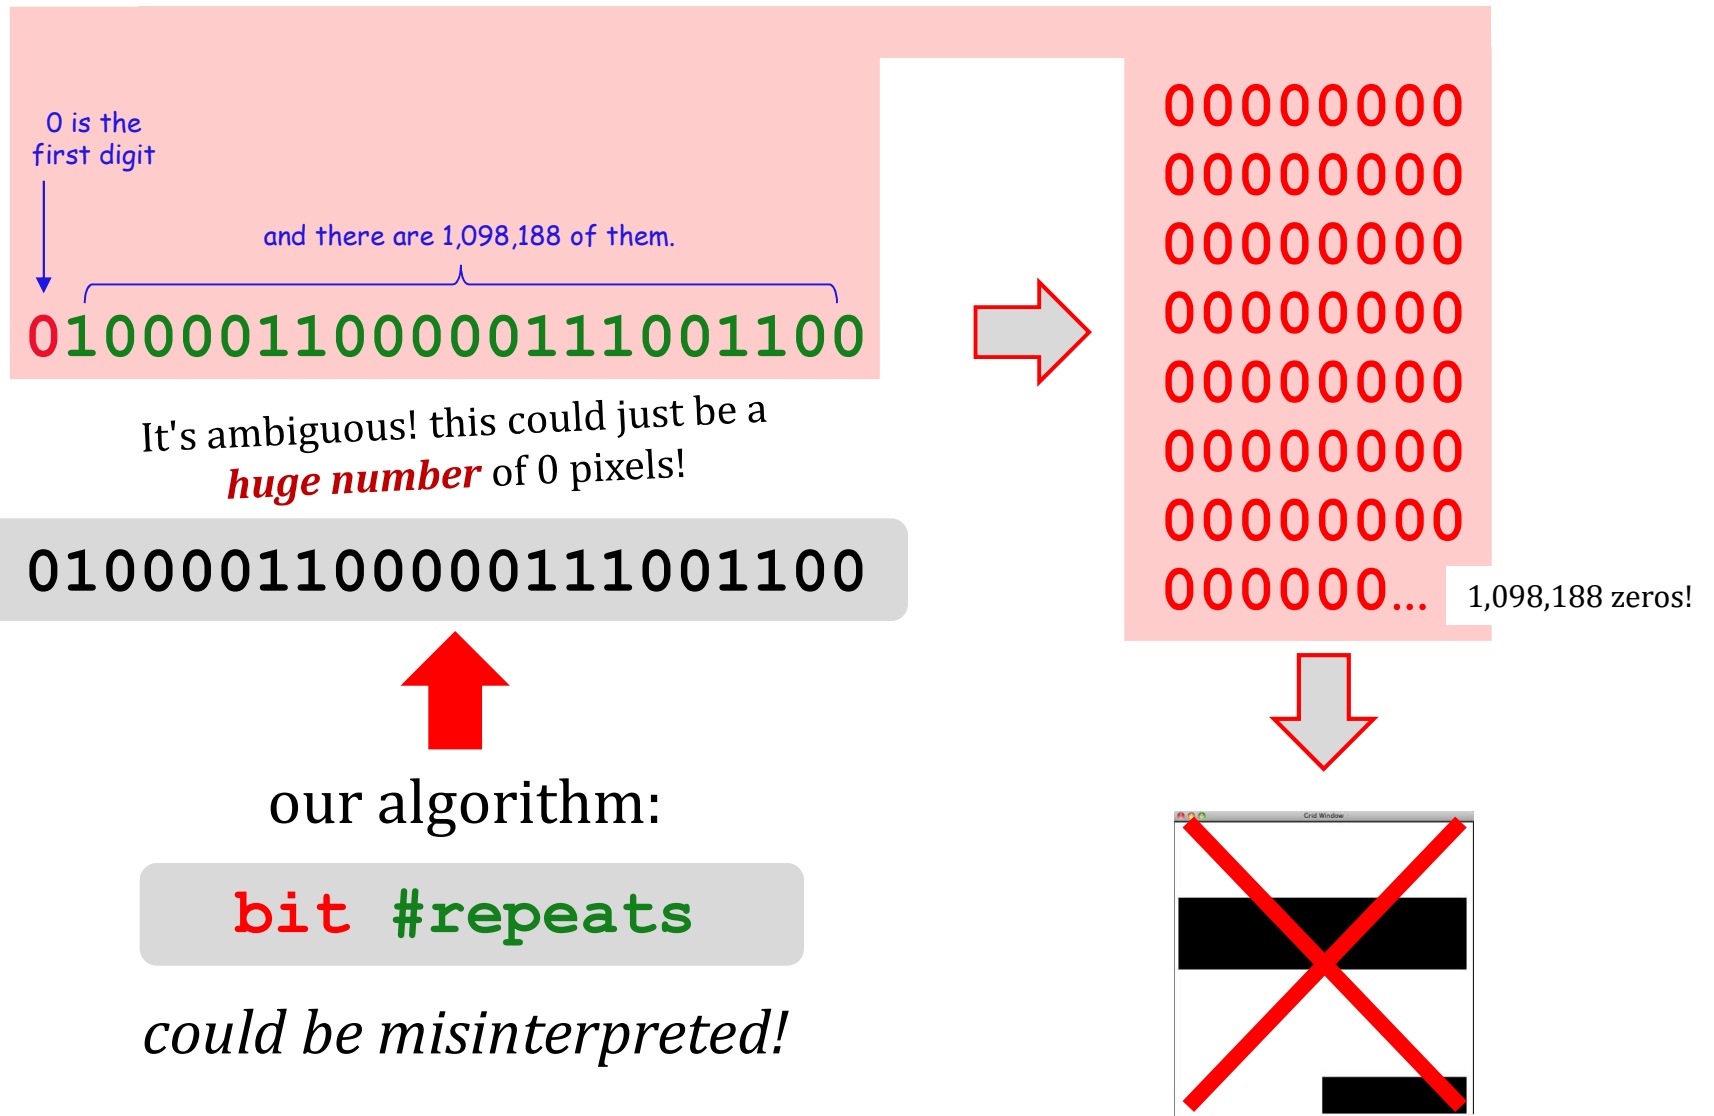 0 is the
first digit
and there are 1,098,188 of them.
0100001100000111001100
It's ambiguous! this could just be a
huge number of 0 pixels!
0100001100000111001100
our algorithm:
bit #repeats
could be misinterpreted!
00000000
00000000
00000000
00000000
00000000
00000000
00000000
000000...
1,098,188 zeros!
Grid Window